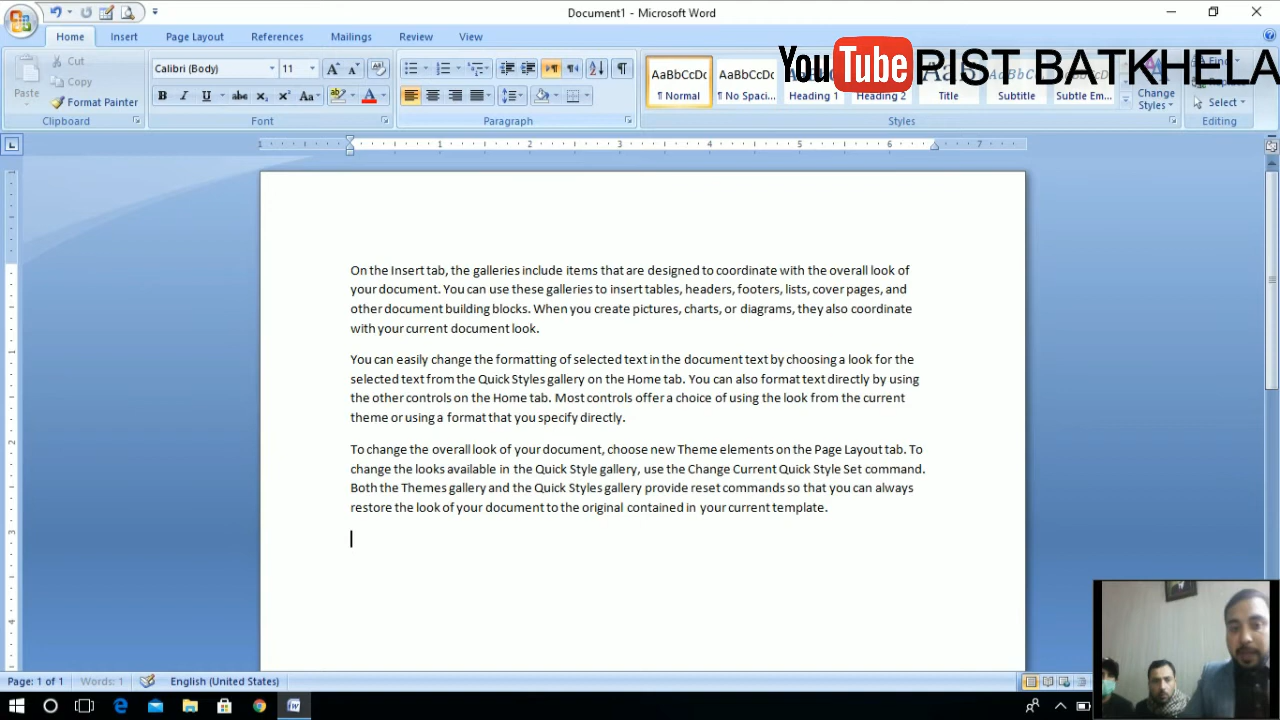 Document1 - Microsoft Word
Home Insert Page Layout References Mailings Review View
YouTube PIST BATKHELA
Paste
Cut
Copy
Format Painter
Clipboard
Calibri (Body) 11
Font
Paragraph
AaBbCcDc AaBbCcDc
¶ Normal ¶ No Spaci... Heading 1 Heading 2 Title Subtitle Subtle Em...
Change Styles
Styles
Find
Select
Editing
1 1 2 3 4 5 6 7
On the Insert tab, the galleries include items that are designed to coordinate with the overall look of
your document. You can use these galleries to insert tables, headers, footers, lists, cover pages, and
other document building blocks. When you create pictures, charts, or diagrams, they also coordinate
with your current document look.
You can easily change the formatting of selected text in the document text by choosing a look for the
selected text from the Quick Styles gallery on the Home tab. You can also format text directly by using
the other controls on the Home tab. Most controls offer a choice of using the look from the current
theme or using a format that you specify directly.
To change the overall look of your document, choose new Theme elements on the Page Layout tab. To
change the looks available in the Quick Style gallery, use the Change Current Quick Style Set command.
Both the Themes gallery and the Quick Styles gallery provide reset commands so that you can always
restore the look of your document to the original contained in your current template.
Page: 1 of 1 Words: 1 English (United States)